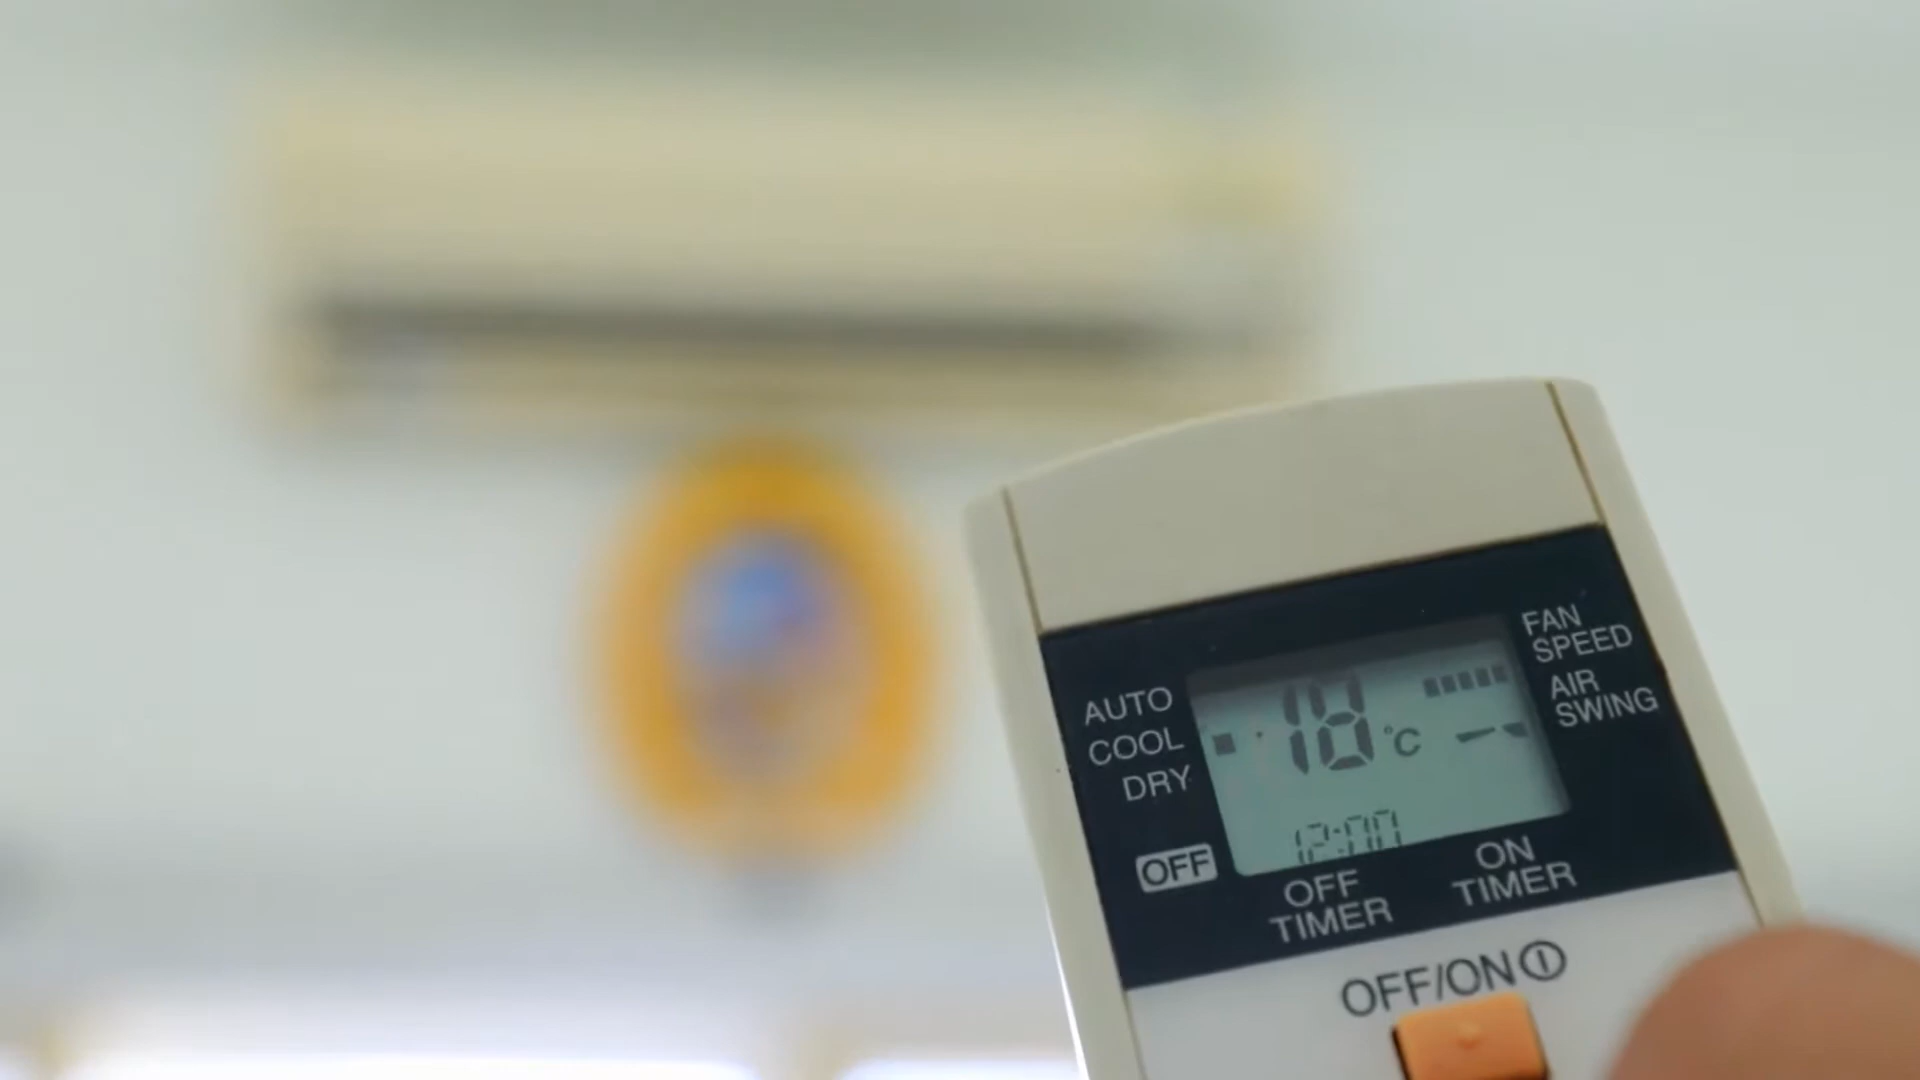 FAN
SPEED
AIR
SWING
AUTO
COOL
DRY
18°C
12:00
OFF
OFF
TIMER
ON
TIMER
OFF/ON